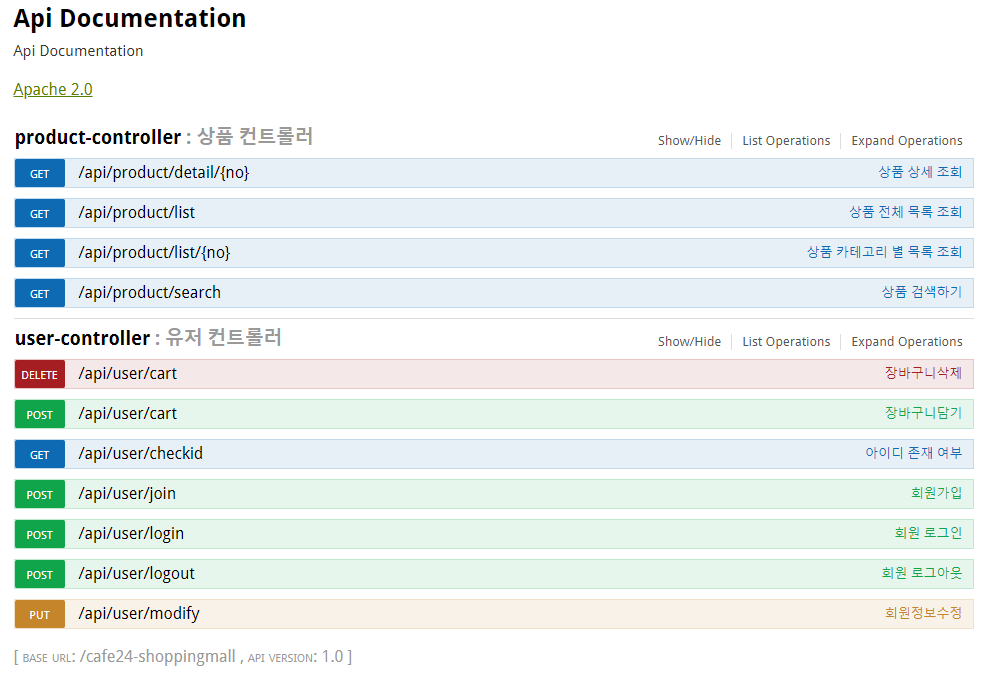 Api Documentation
Api Documentation
Apache 2.0
product-controller : 상품 컨트롤러 Show/Hide List Operations Expand Operations
GET /api/product/detail/{no} 상품 상세 조회
GET /api/product/list 상품 전체 목록 조회
GET /api/product/list/{no} 상품 카테고리 별 목록 조회
GET /api/product/search 상품 검색하기
user-controller : 유저 컨트롤러 Show/Hide List Operations Expand Operations
DELETE /api/user/cart 장바구니삭제
POST /api/user/cart 장바구니담기
GET /api/user/checkid 아이디 존재 여부
POST /api/user/join 회원가입
POST /api/user/login 회원 로그인
POST /api/user/logout 회원 로그아웃
PUT /api/user/modify 회원정보수정
[ BASE URL: /cafe24-shoppingmall , API VERSION: 1.0 ]